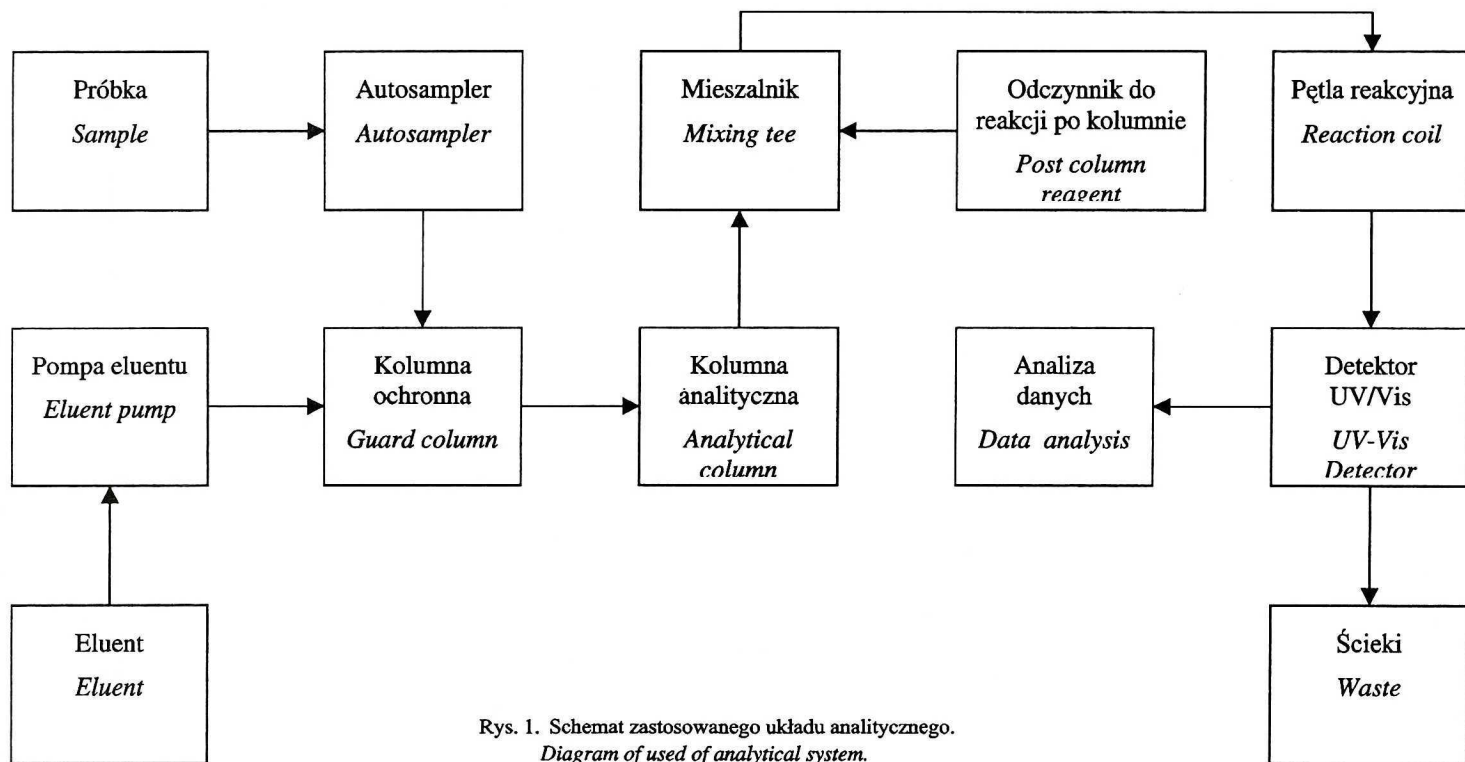 Próbka
Sample
Autosampler
Autosampler
Mieszalnik
Mixing tee
Odczynnik do
reakcji po kolumnie
Post column
reagent
Pętla reakcyjna
Reaction coil
Pompa eluentu
Eluent pump
Kolumna
ochronna
Guard column
Kolumna
analityczna
Analytical
column
Analiza
danych
Data analysis
Detektor
UV/Vis
UV-Vis
Detector
Eluent
Eluent
Ścieki
Waste
Rys. 1. Schemat zastosowanego układu analitycznego.
Diagram of used of analytical system.